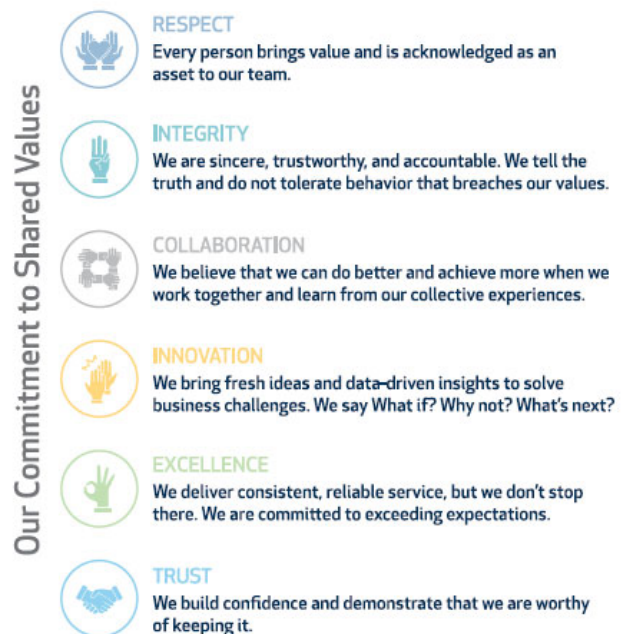 Our Commitment to Shared Values
RESPECT
Every person brings value and is acknowledged as an
asset to our team.
INTEGRITY
We are sincere, trustworthy, and accountable. We tell the
truth and do not tolerate behavior that breaches our values.
COLLABORATION
We believe that we can do better and achieve more when we
work together and learn from our collective experiences.
INNOVATION
We bring fresh ideas and data-driven insights to solve
business challenges. We say What if? Why not? What's next?
EXCELLENCE
We deliver consistent, reliable service, but we don't stop
there. We are committed to exceeding expectations.
TRUST
We build confidence and demonstrate that we are worthy
of keeping it.